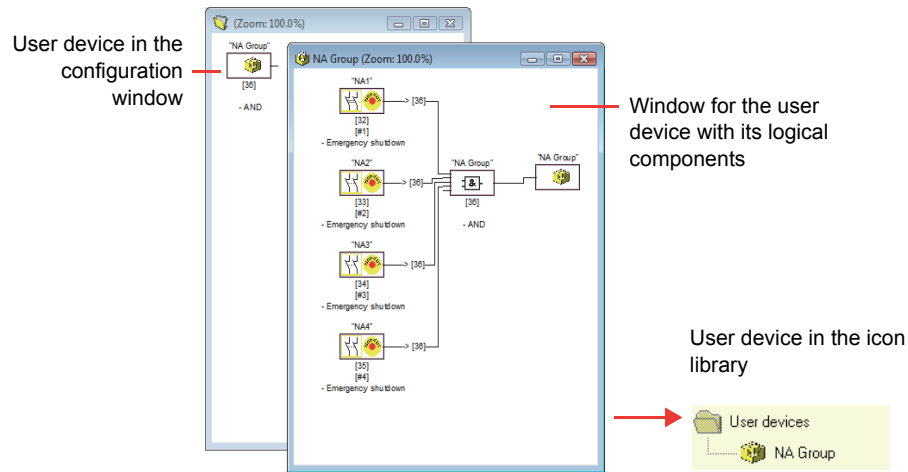 User device in the
configuration
window
(Zoom: 100.0%)
"NA Group"
[36]
- AND
NA Group (Zoom: 100.0%)
"NA1"
-> [36]
[32]
[#1]
- Emergency shutdown
"NA2"
-> [36]
[33]
[#2]
- Emergency shutdown
"NA3"
-> [36]
[34]
[#3]
- Emergency shutdown
"NA4"
-> [36]
[35]
[#4]
- Emergency shutdown
"NA Group"
&
[36]
- AND
"NA Group"
Window for the user
device with its logical
components
User device in the icon
library
User devices
NA Group